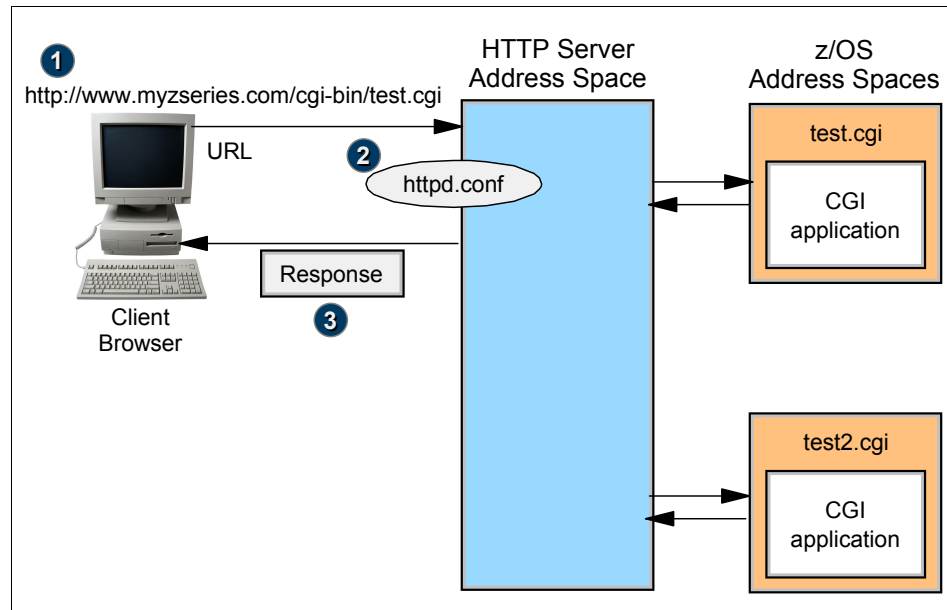 1
http://www.myzseries.com/cgi-bin/test.cgi
URL
2
httpd.conf
Response
3
Client
Browser
HTTP Server
Address Space
z/OS
Address Spaces
test.cgi
CGI
application
test2.cgi
CGI
application